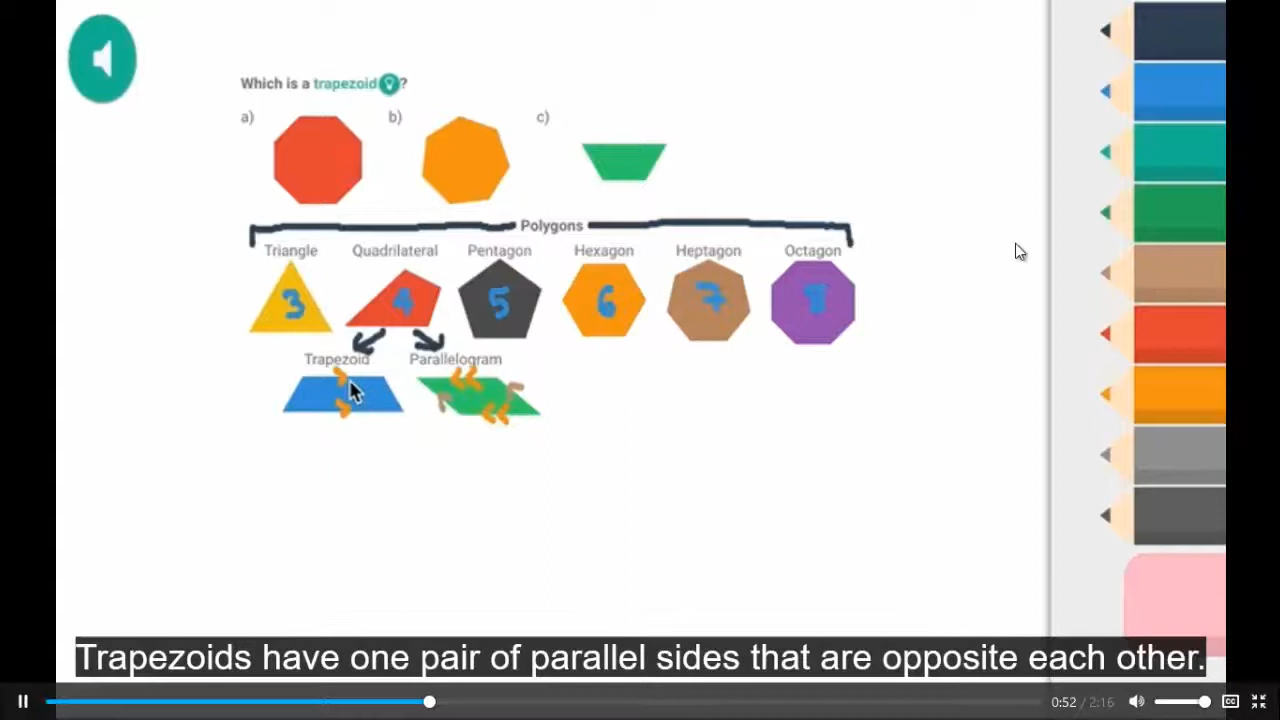 Which is a trapezoid ?
a) b) c)
Polygons
Triangle Quadrilateral Pentagon Hexagon Heptagon Octagon
3 4 5 6 7 8
Trapezoid Parallelogram
Trapezoids have one pair of parallel sides that are opposite each other.
0:52 / 2:16 CC